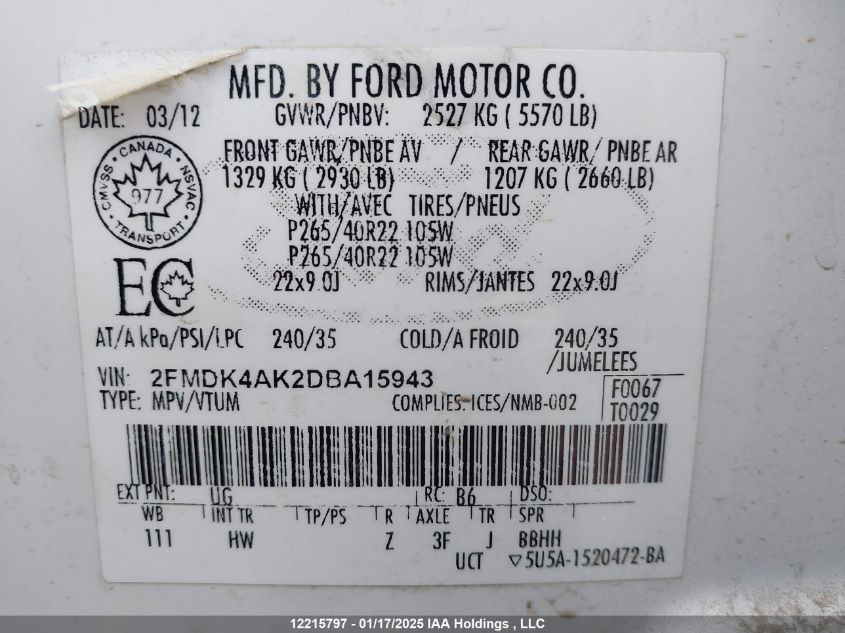 MFD. BY FORD MOTOR CO.
DATE: 03/12 GVWR/PNBV: 2527 KG ( 5570 LB)
FRONT GAWR/PNBE AV / REAR GAWR/ PNBE AR
1329 KG ( 2930 LB) 1207 KG ( 2660 LB)
WITH/AVEC TIRES/PNEUS
P265/40R22 105W
P265/40R22 105W
22x9.0J RIMS/JANTES 22x9.0J
CANADA
CMVSS NSVAC
977
TRANSPORT
EC
AT/A kPa/PSI/LPC 240/35 COLD/A FROID 240/35
/JUMELEES
VIN: 2FMDK4AK2DBA15943
F0067
TYPE: MPV/VTUM COMPLIES: ICES/NMB-002
T0029
EXT PNT: UG RC: B6 DSO:
WB INT TR TP/PS R AXLE TR SPR
111 HW Z 3F J BBHH
UCT ▽5U5A-1520472-BA
12215797 - 01/17/2025 IAA Holdings , LLC